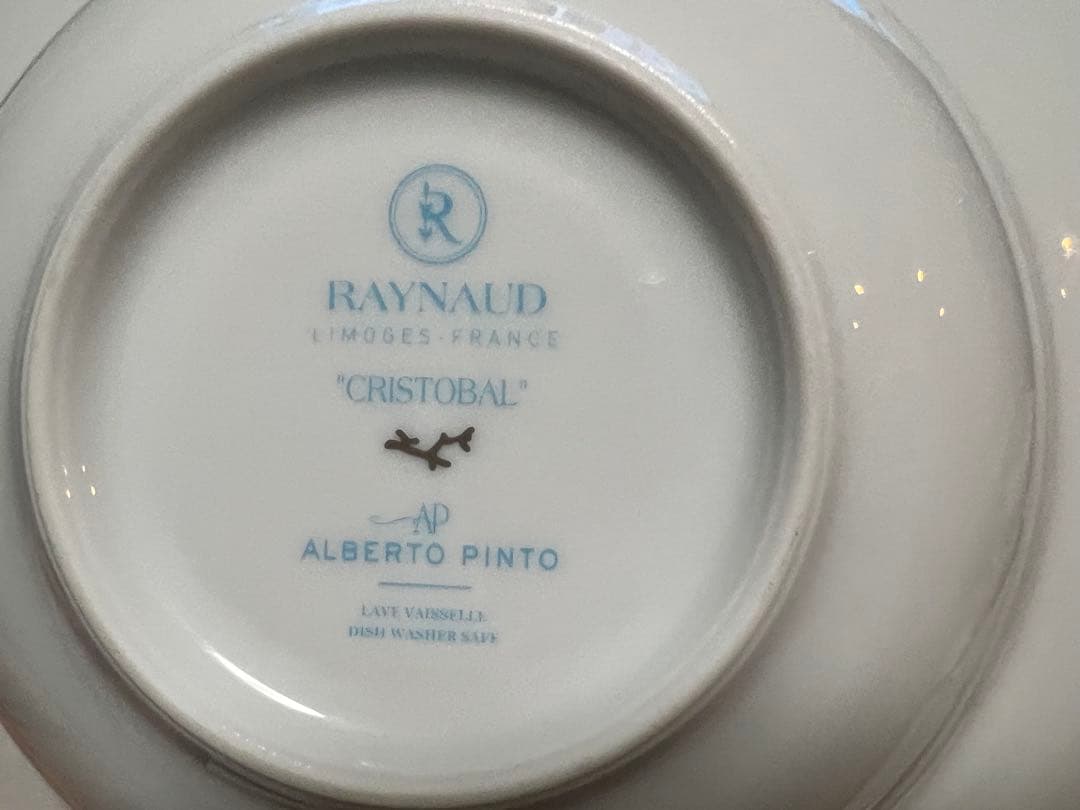 R
RAYNAUD
LIMOGES-FRANCE
"CRISTOBAL"
AP
ALBERTO PINTO
LAVE VAISSELLE
DISH WASHER SAFE